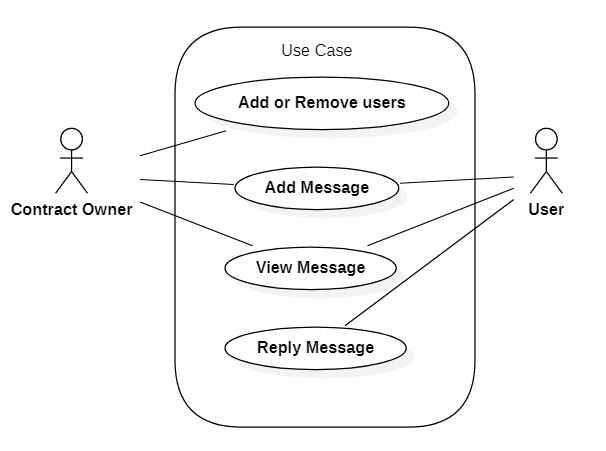 Use Case
Add or Remove users
Add Message
Contract Owner
User
View Message
Reply Message